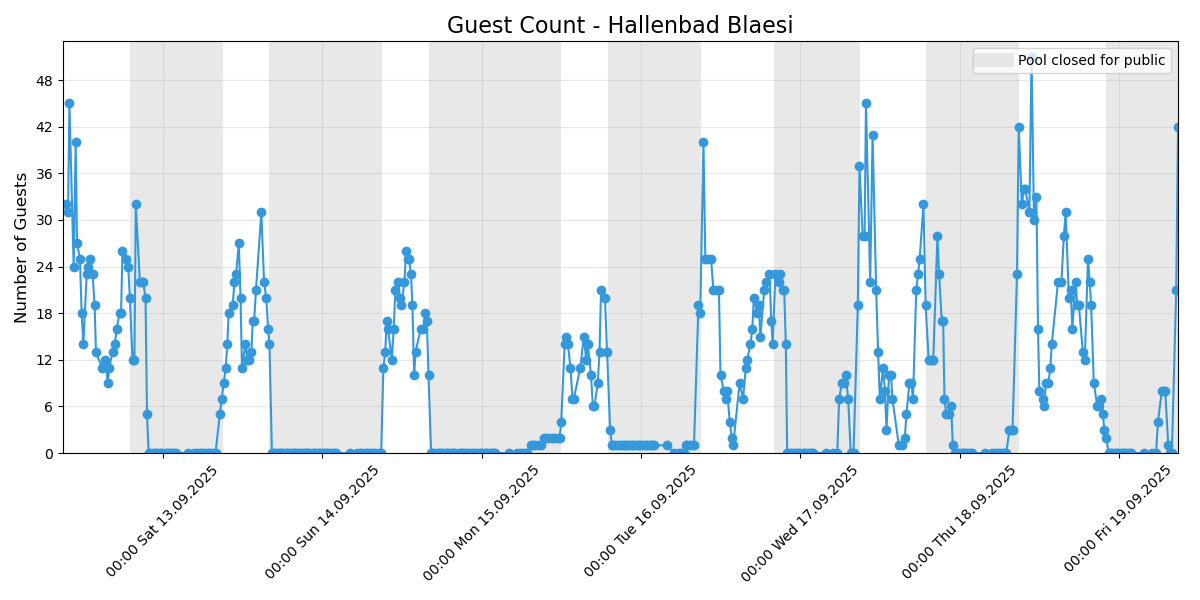 Guest Count - Hallenbad Blaesi
Pool closed for public
Number of Guests
48
42
36
30
24
18
12
6
0
00:00 Sat 13.09.2025
00:00 Sun 14.09.2025
00:00 Mon 15.09.2025
00:00 Tue 16.09.2025
00:00 Wed 17.09.2025
00:00 Thu 18.09.2025
00:00 Fri 19.09.2025